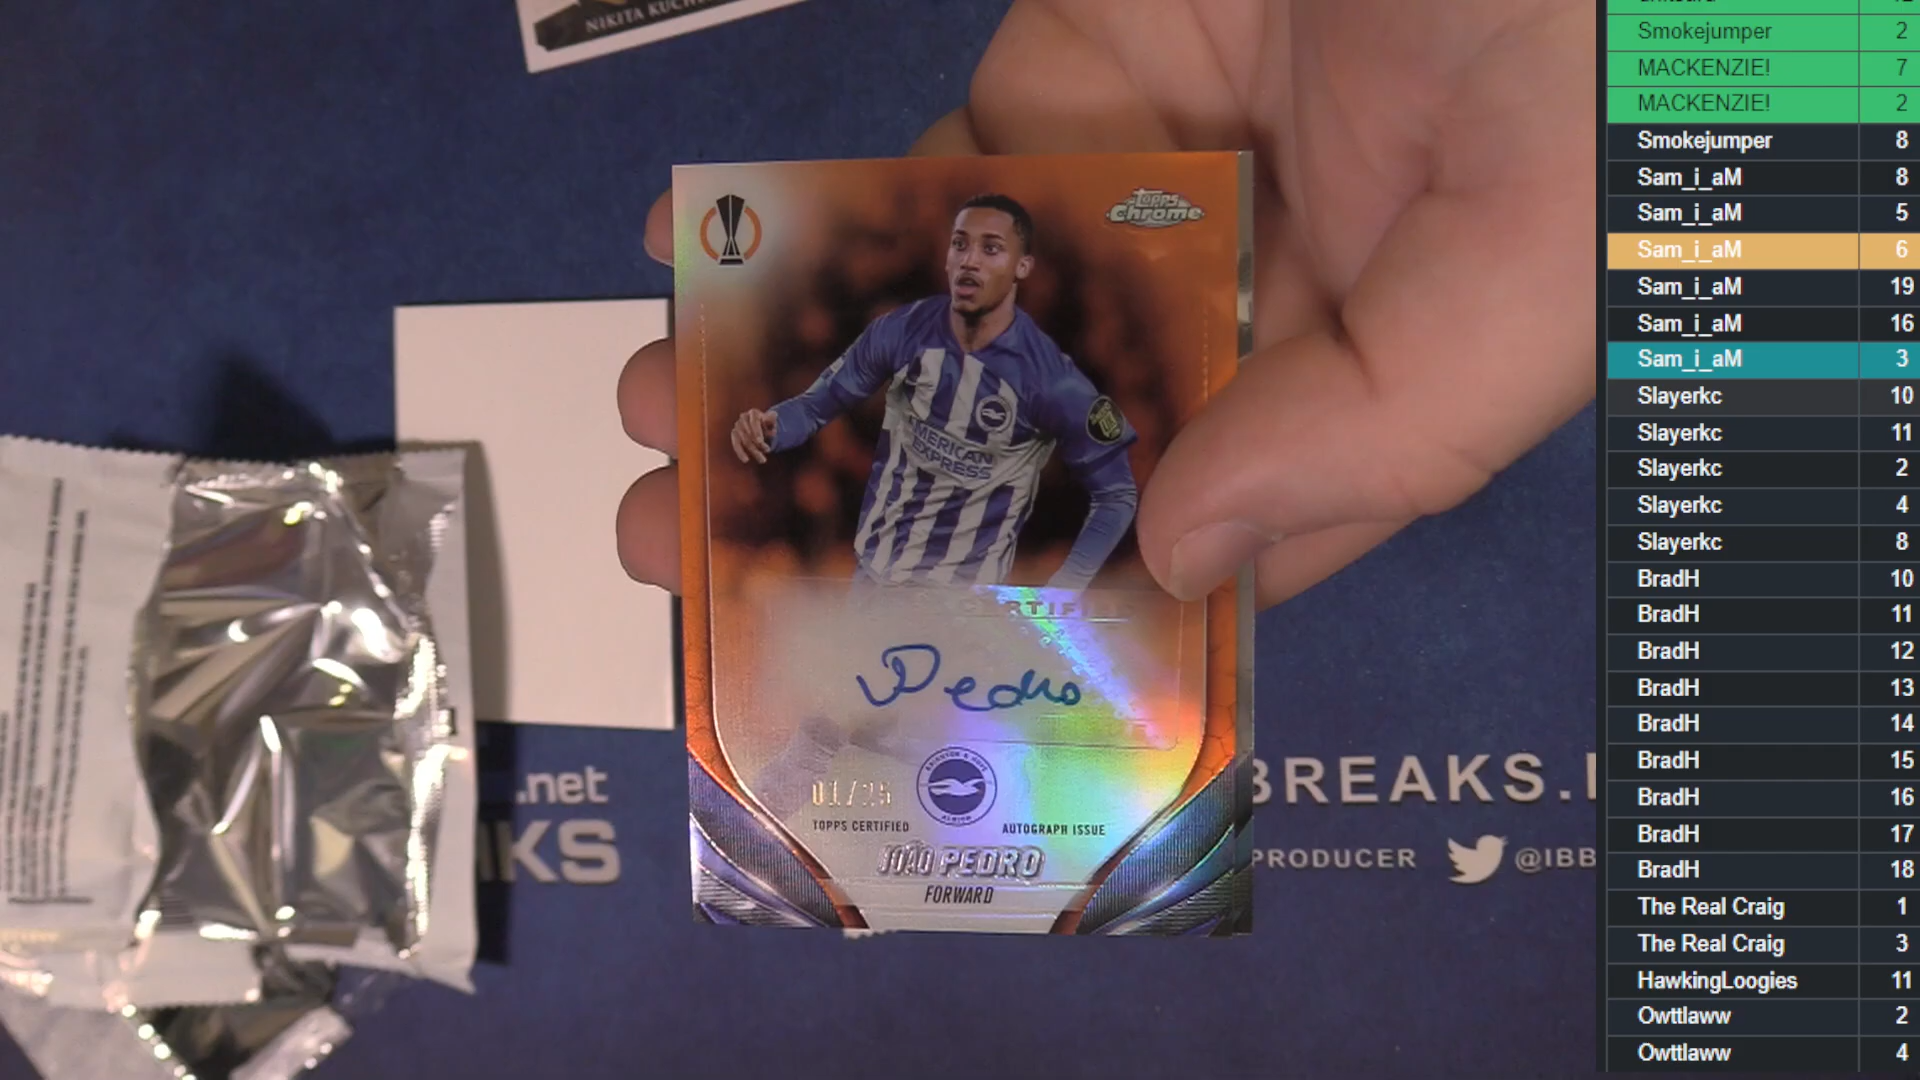 NIKITA KUCH
Topps
Chrome
AMERICAN
EXPRESS
CERTIFIE
Pedro
01/25
TOPPS CERTIFIED
AUTOGRAPH ISSUE
JOÃO PEDRO
FORWARD
.net
KS
BREAKS.
PRODUCER
@IBB
Smokejumper 2
MACKENZIE! 7
MACKENZIE! 2
Smokejumper 8
Sam_i_aM 8
Sam_i_aM 5
Sam_i_aM 6
Sam_i_aM 19
Sam_i_aM 16
Sam_i_aM 3
Slayerkc 10
Slayerkc 11
Slayerkc 2
Slayerkc 4
Slayerkc 8
BradH 10
BradH 11
BradH 12
BradH 13
BradH 14
BradH 15
BradH 16
BradH 17
BradH 18
The Real Craig 1
The Real Craig 3
HawkingLoogies 11
Owttlaww 2
Owttlaww 4